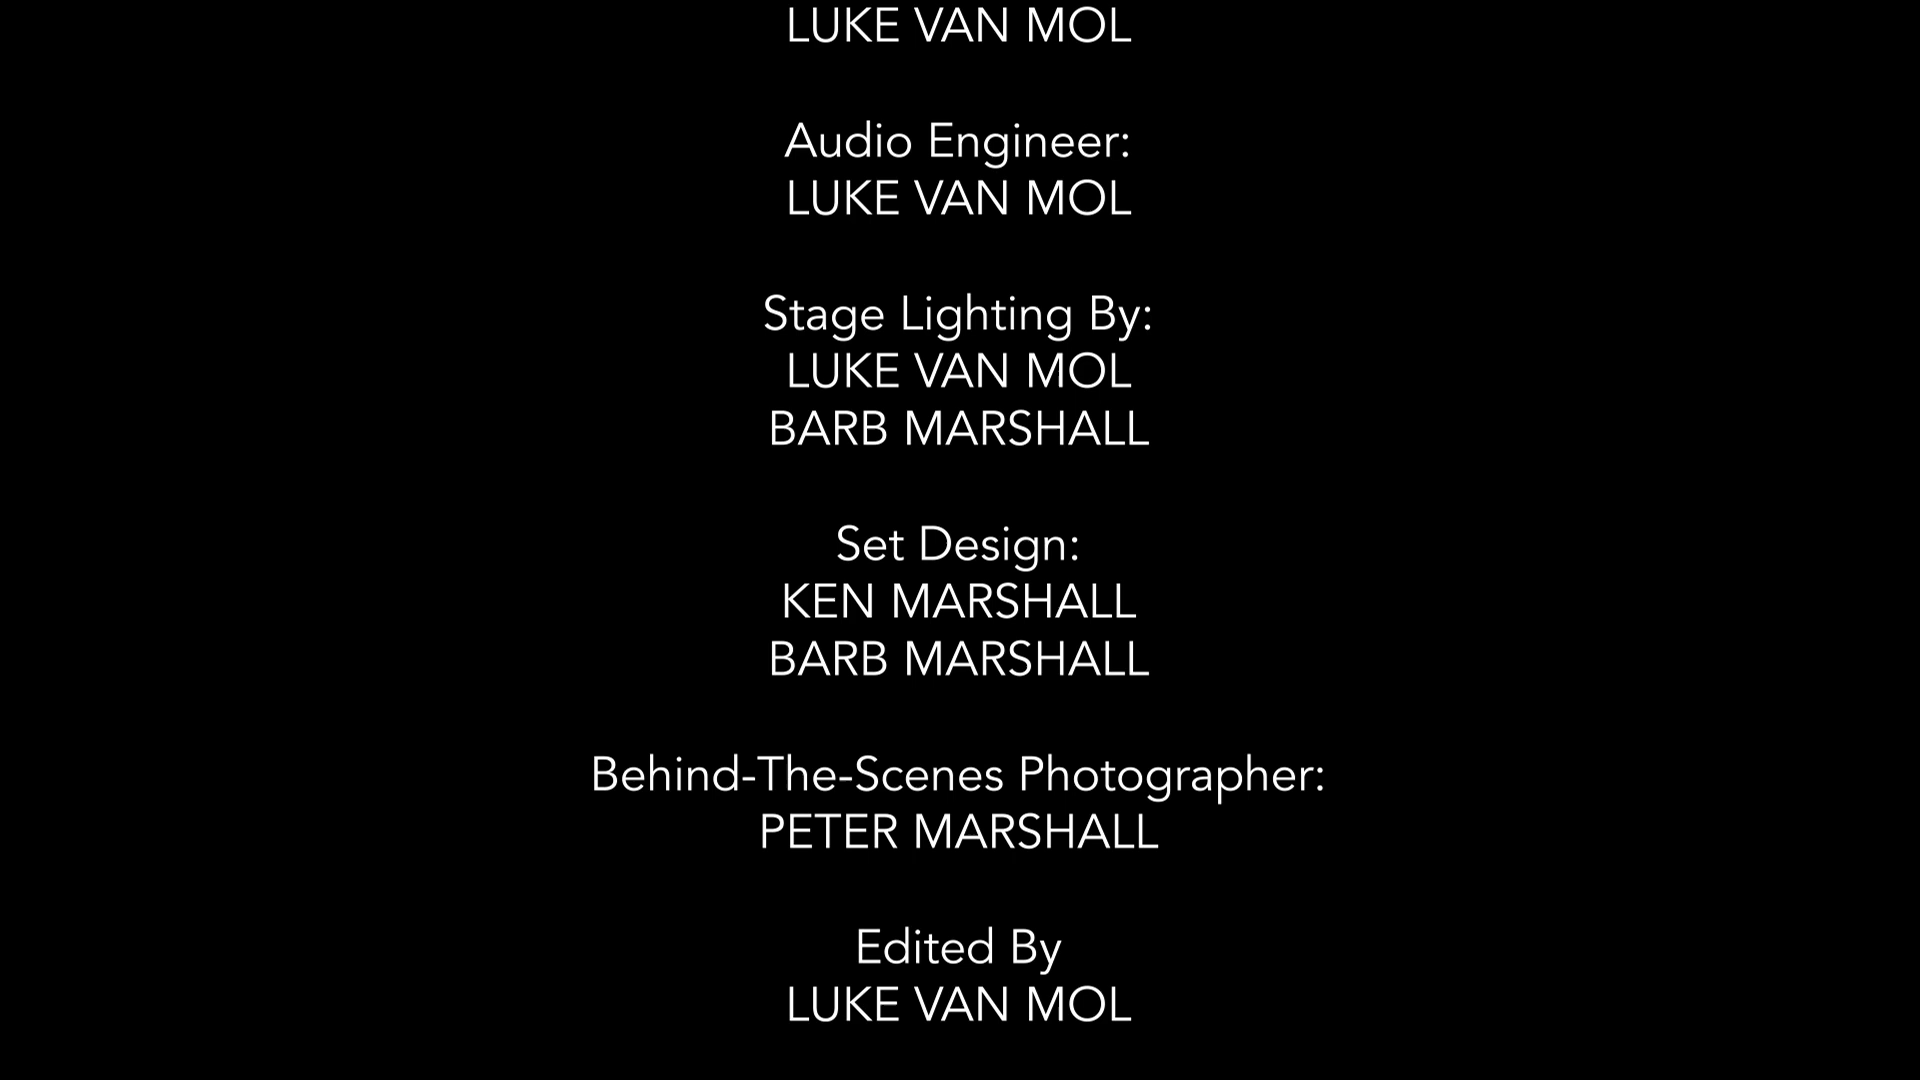 LUKE VAN MOL
Audio Engineer:
LUKE VAN MOL
Stage Lighting By:
LUKE VAN MOL
BARB MARSHALL
Set Design:
KEN MARSHALL
BARB MARSHALL
Behind-The-Scenes Photographer:
PETER MARSHALL
Edited By
LUKE VAN MOL